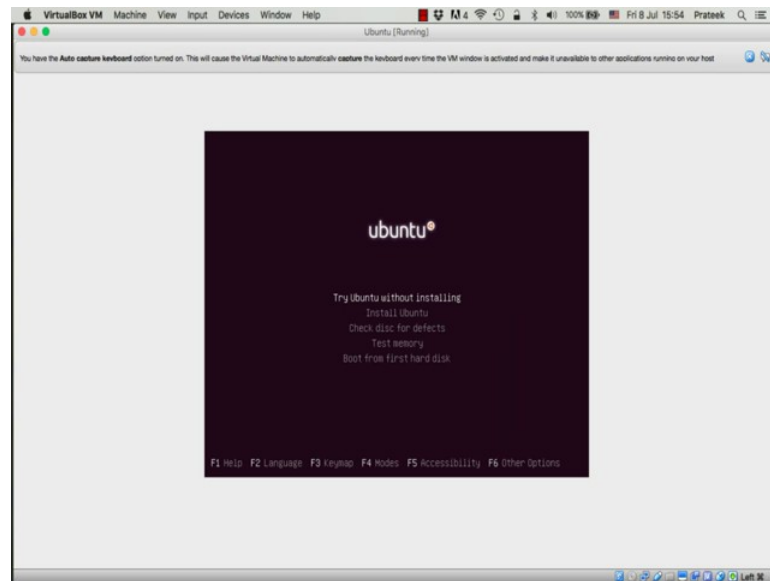 VirtualBox VM Machine View Input Devices Window Help 4 100% Fri 8 Jul 15:54 Prateek
Ubuntu [Running]
You have the Auto capture keyboard option turned on. This will cause the Virtual Machine to automatically capture the keyboard every time the VM window is activated and make it unavailable to other applications running on your host
ubuntu
Try Ubuntu without installing
Install Ubuntu
Check disc for defects
Test memory
Boot from first hard disk
F1 Help F2 Language F3 Keymap F4 Modes F5 Accessibility F6 Other Options
Left ⌘